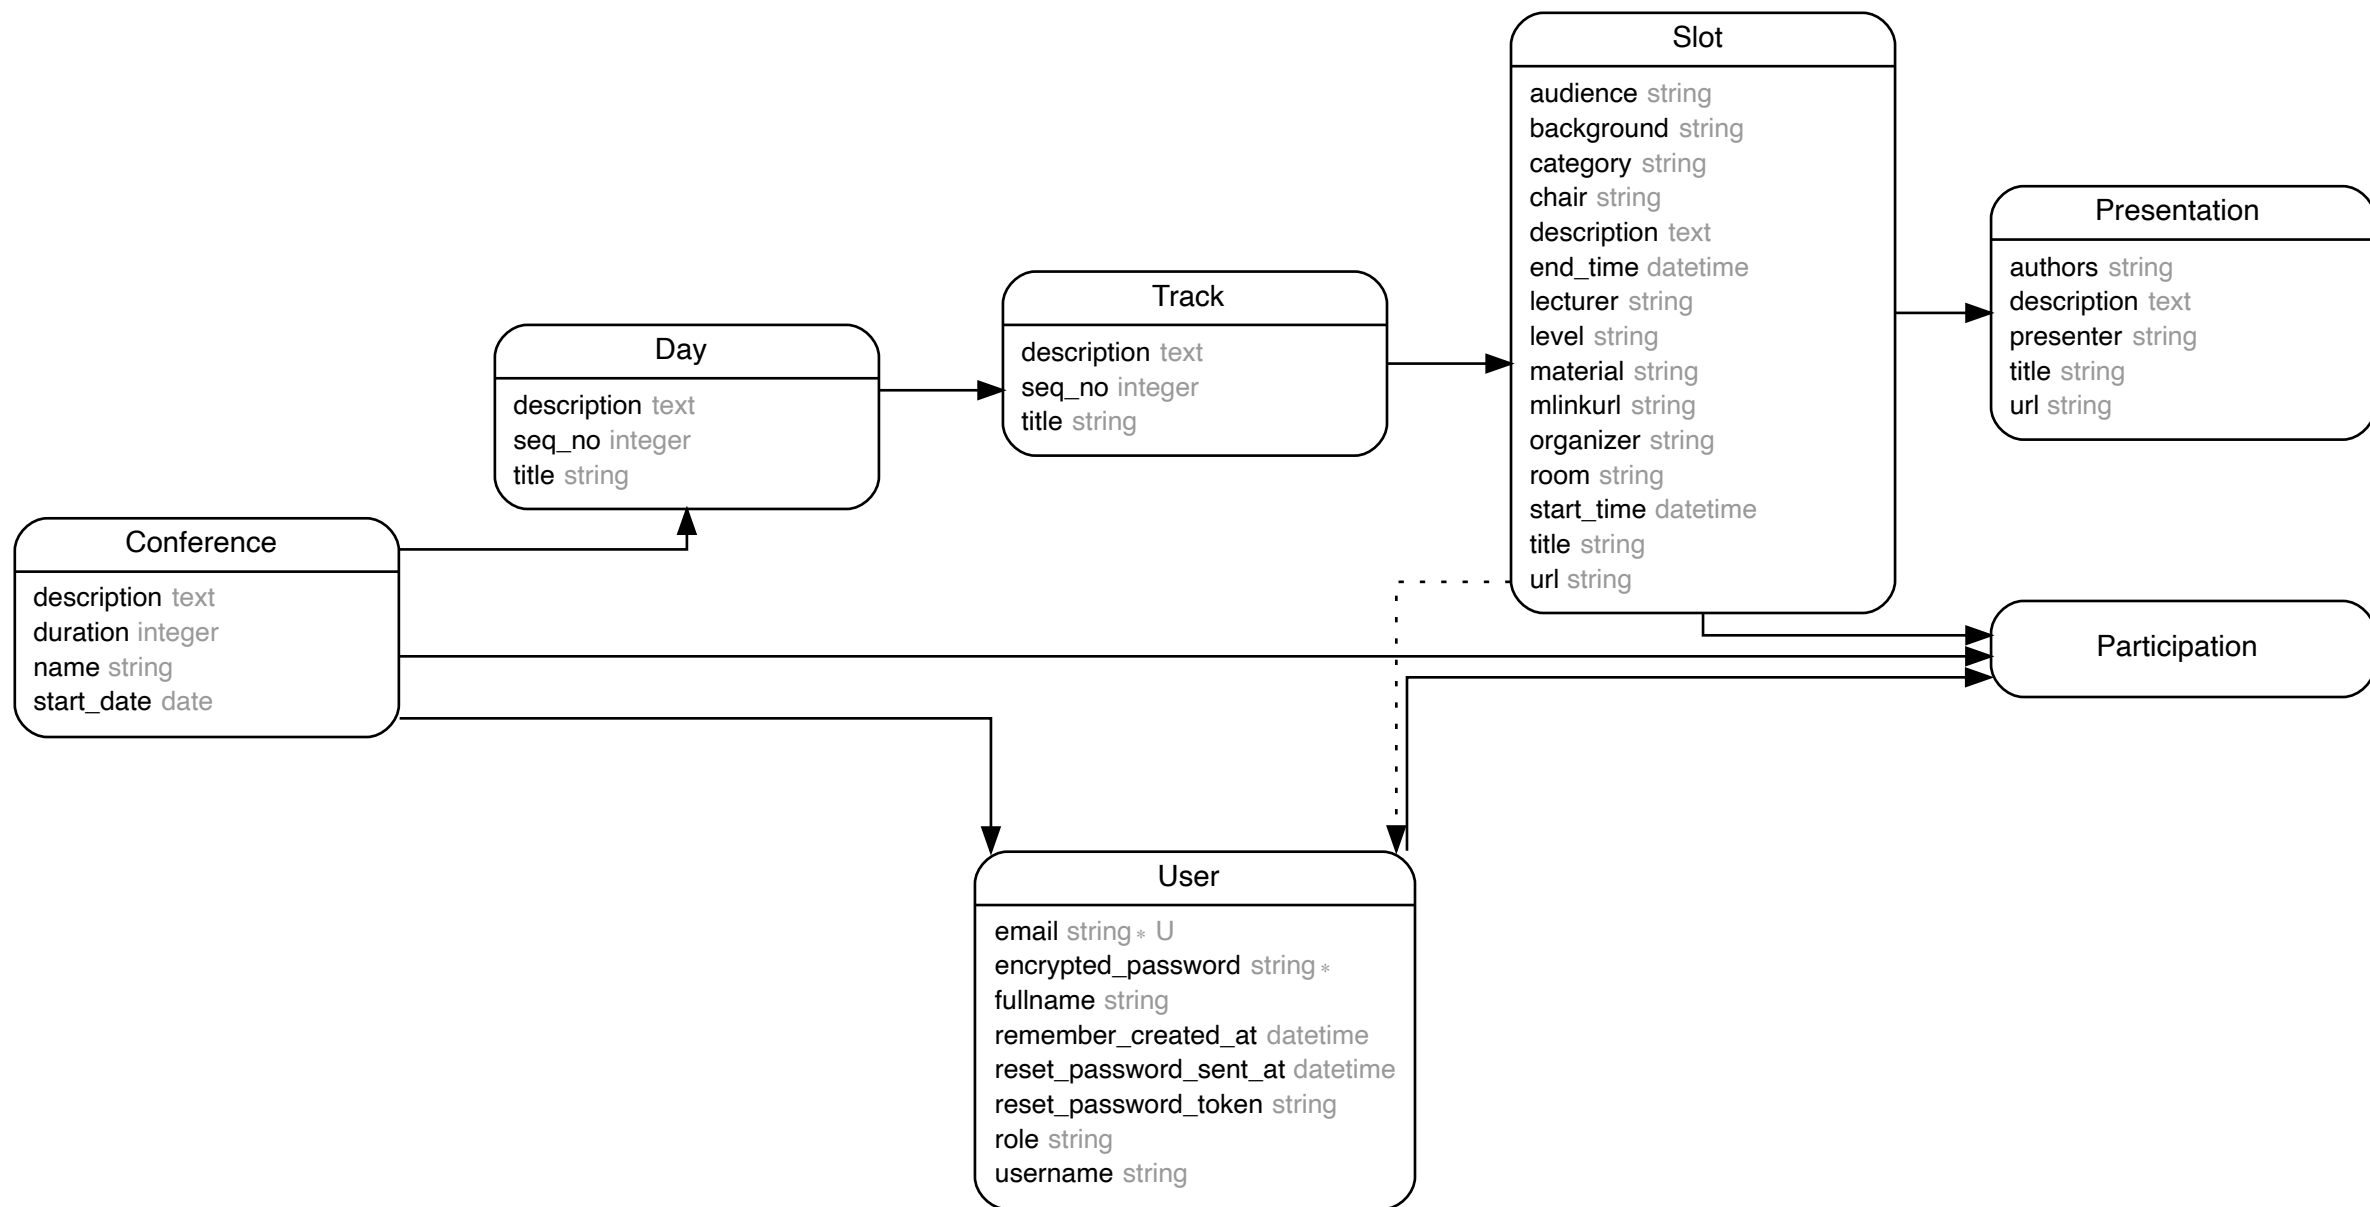 Slot
audience string
background string
category string
chair string
description text
end_time datetime
lecturer string
level string
material string
mlinkurl string
organizer string
room string
start_time datetime
title string
url string
Presentation
authors string
description text
presenter string
title string
url string
Track
description text
seq_no integer
title string
Day
description text
seq_no integer
title string
Conference
description text
duration integer
name string
start_date date
Participation
User
email string * U
encrypted_password string *
fullname string
remember_created_at datetime
reset_password_sent_at datetime
reset_password_token string
role string
username string